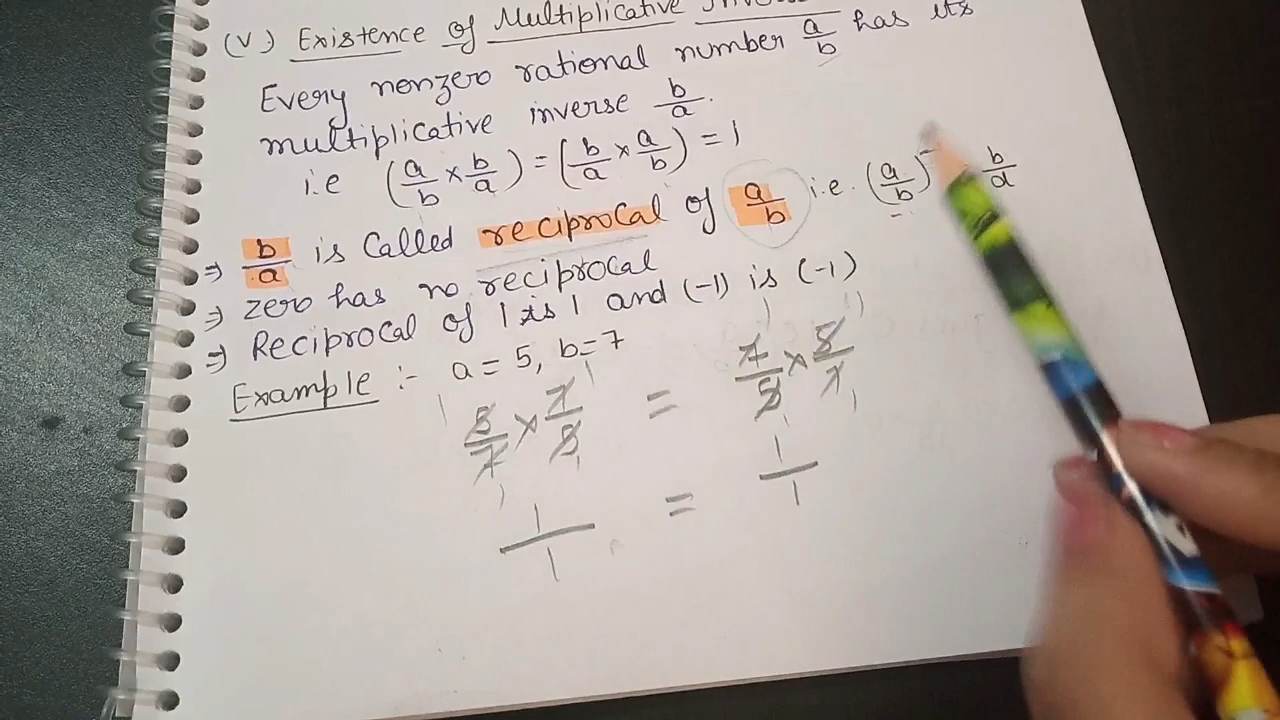 (V) Existence of Multiplicative Inverse
Every nonzero rational number a/b has its
multiplicative inverse b/a.
i.e (a/b × b/a) = (b/a × a/b) = 1
⇒ b/a is called reciprocal of a/b i.e. (a/b)⁻ b/a
⇒ zero has no reciprocal
⇒ Reciprocal of 1 is 1 and (-1) is (-1)
Example :- a = 5, b = 7
5/7 × 7/5 = 7/5 × 5/7
1/1 = 1/1